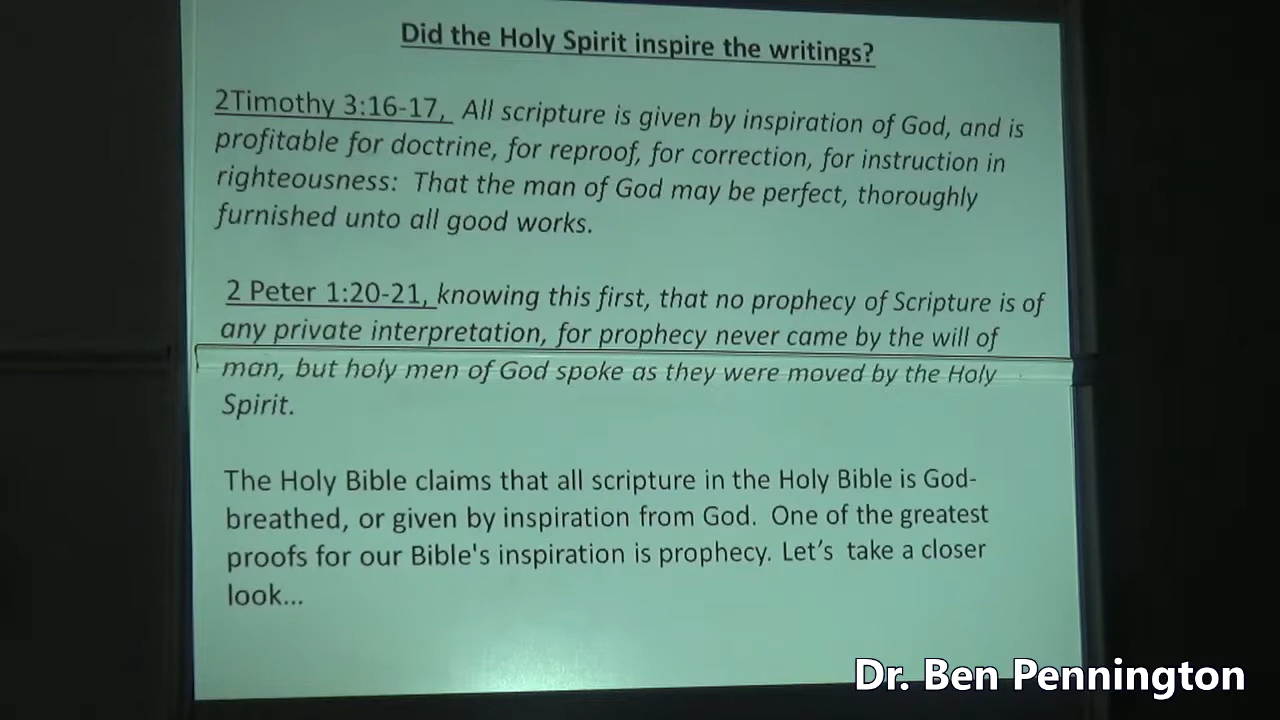 Did the Holy Spirit inspire the writings?
2Timothy 3:16-17, All scripture is given by inspiration of God, and is
profitable for doctrine, for reproof, for correction, for instruction in
righteousness: That the man of God may be perfect, thoroughly
furnished unto all good works.
2 Peter 1:20-21, knowing this first, that no prophecy of Scripture is of
any private interpretation, for prophecy never came by the will of
man, but holy men of God spoke as they were moved by the Holy
Spirit.
The Holy Bible claims that all scripture in the Holy Bible is God-
breathed, or given by inspiration from God. One of the greatest
proofs for our Bible's inspiration is prophecy. Let’s take a closer
look...
Dr. Ben Pennington